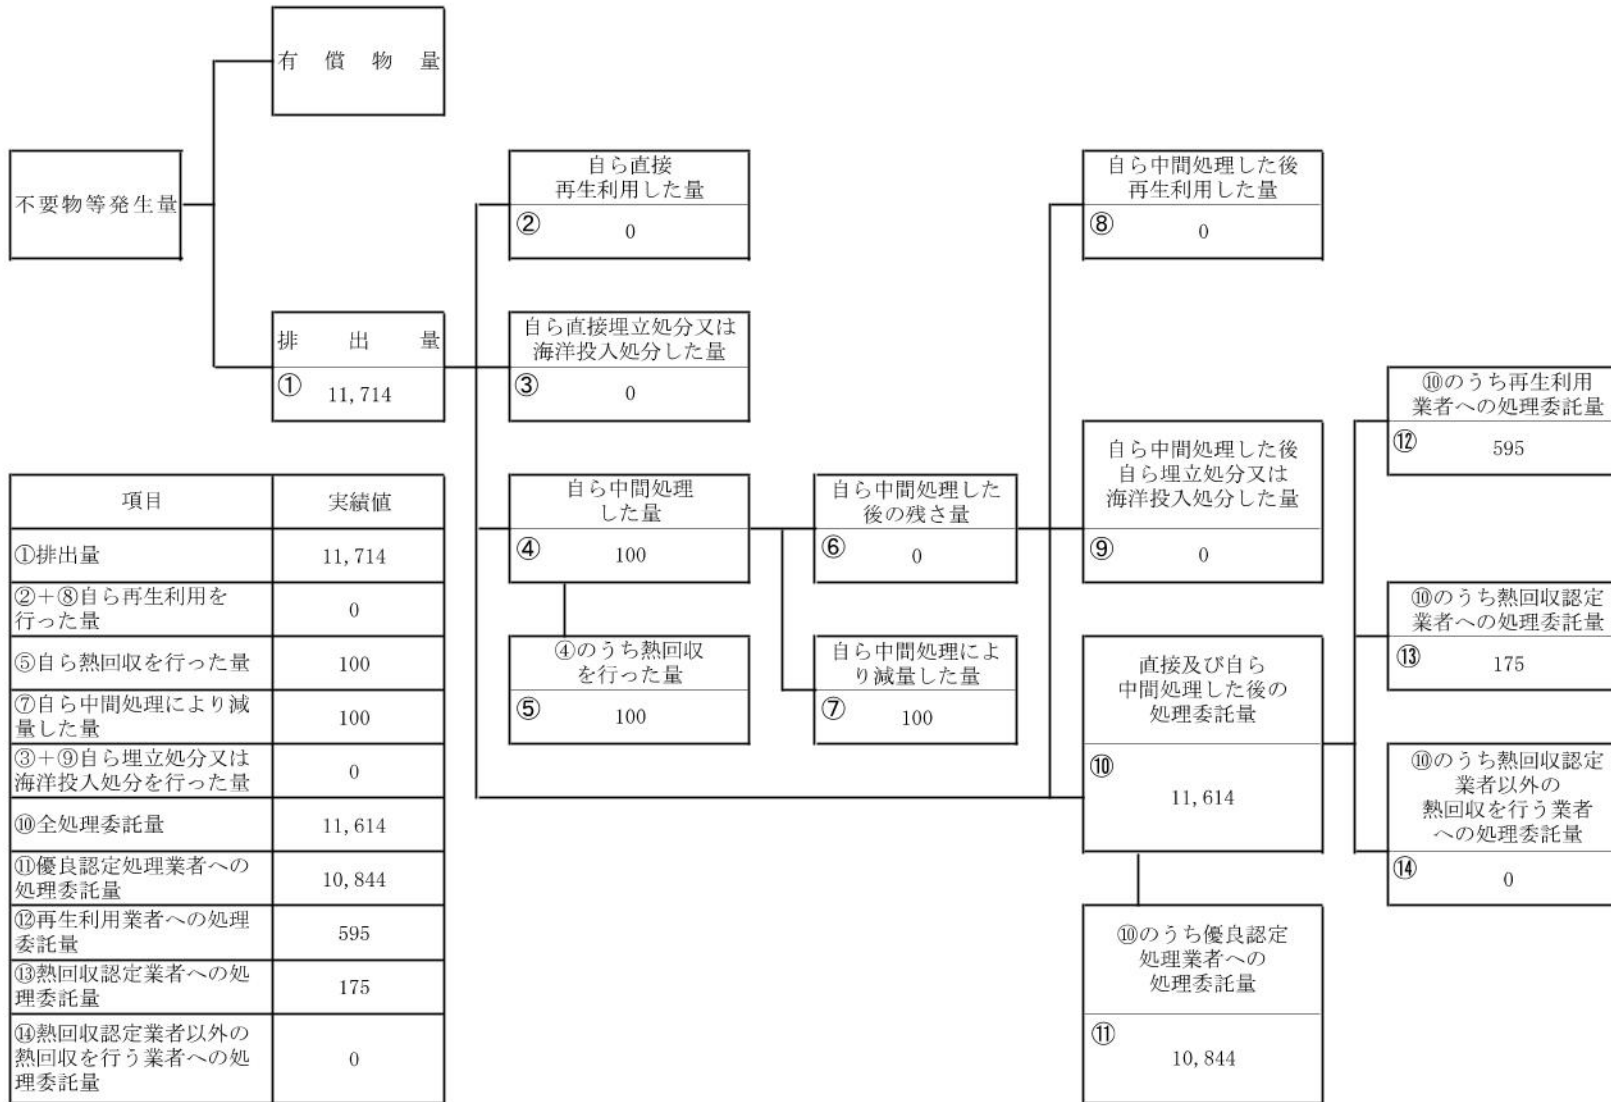 有償物量
不要物等発生量
排出量
① 11,714
自ら直接
再生利用した量
② 0
自ら直接埋立処分又は
海洋投入処分した量
③ 0
自ら中間処理
した量
④ 100
④のうち熱回収
を行った量
⑤ 100
自ら中間処理した
後の残さ量
⑥ 0
自ら中間処理によ
り減量した量
⑦ 100
自ら中間処理した後
再生利用した量
⑧ 0
自ら中間処理した後
自ら埋立処分又は
海洋投入処分した量
⑨ 0
直接及び自ら
中間処理した後の
処理委託量
⑩ 11,614
⑩のうち優良認定
処理業者への
処理委託量
⑪ 10,844
⑩のうち再生利用
業者への処理委託量
⑫ 595
⑩のうち熱回収認定
業者への処理委託量
⑬ 175
⑩のうち熱回収認定
業者以外の
熱回収を行う業者
への処理委託量
⑭ 0
項目 実績値
①排出量 11,714
②+⑧自ら再生利用を
行った量 0
⑤自ら熱回収を行った量 100
⑦自ら中間処理により減
量した量 100
③+⑨自ら埋立処分又は
海洋投入処分を行った量 0
⑩全処理委託量 11,614
⑪優良認定処理業者への
処理委託量 10,844
⑫再生利用業者への処理
委託量 595
⑬熱回収認定業者への処
理委託量 175
⑭熱回収認定業者以外の
熱回収を行う業者への処
理委託量 0